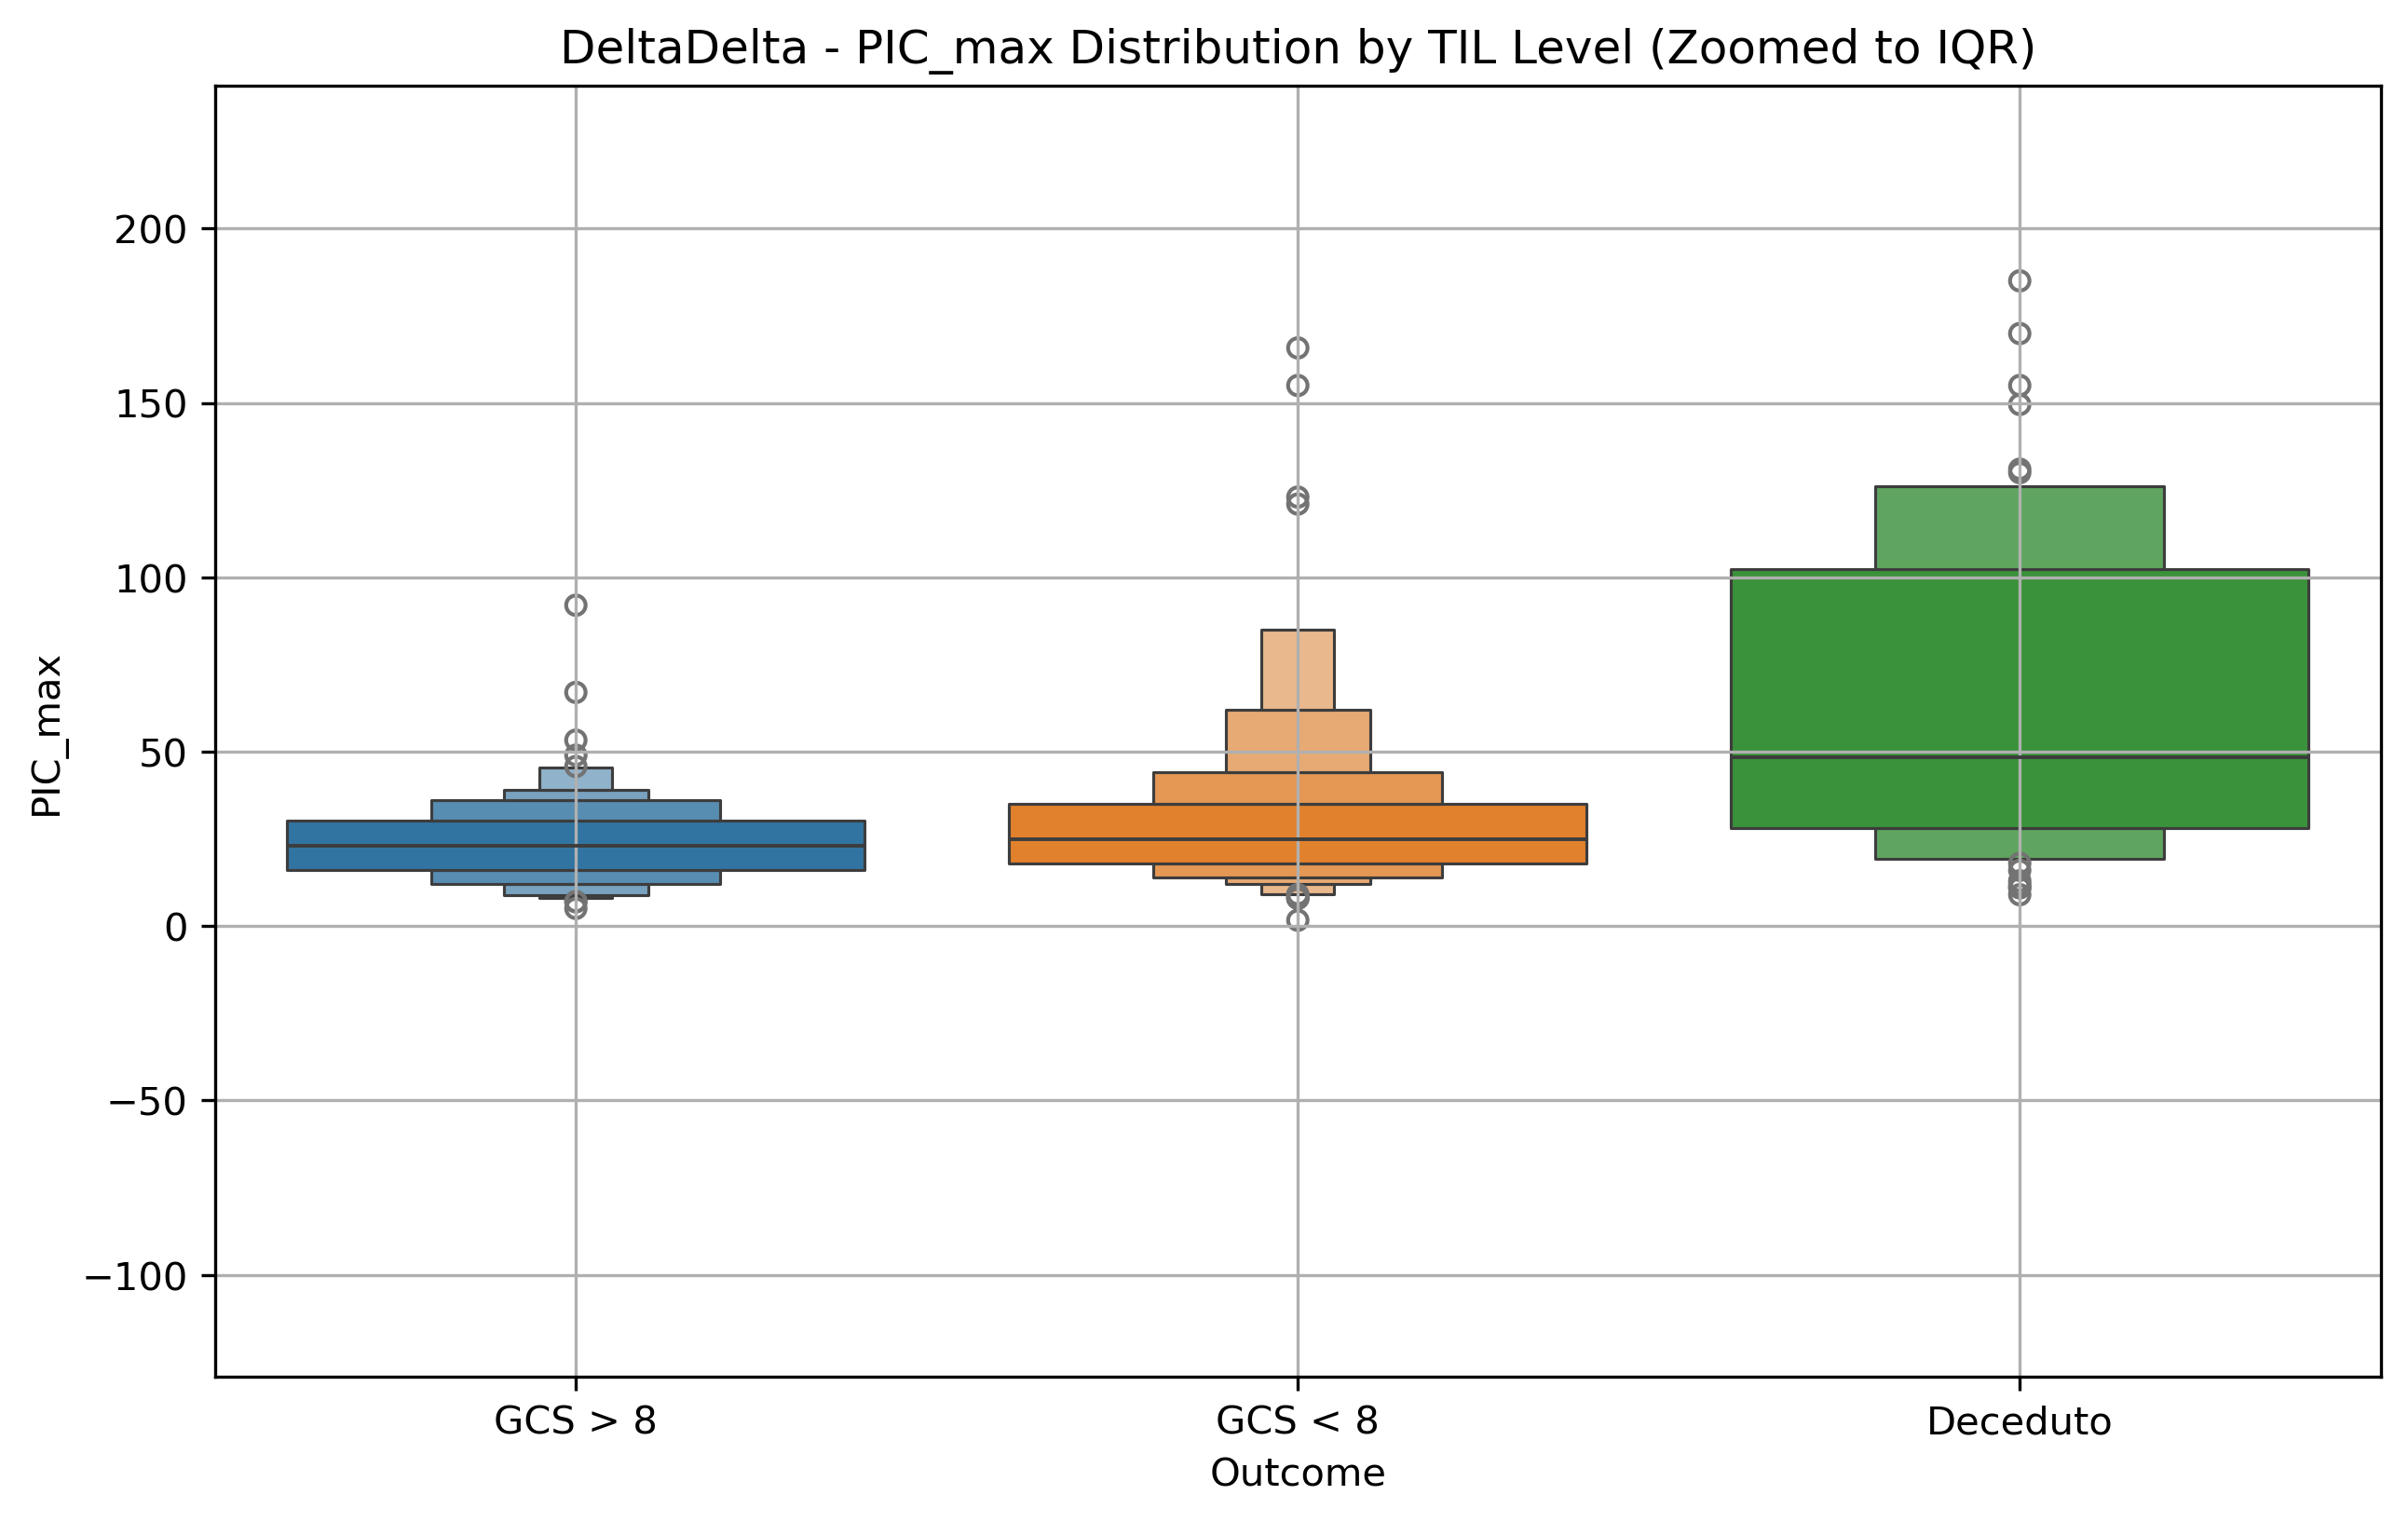 DeltaDelta - PIC_max Distribution by TIL Level (Zoomed to IQR)
PIC_max
200
150
100
50
0
−50
−100
GCS > 8
GCS < 8
Deceduto
Outcome